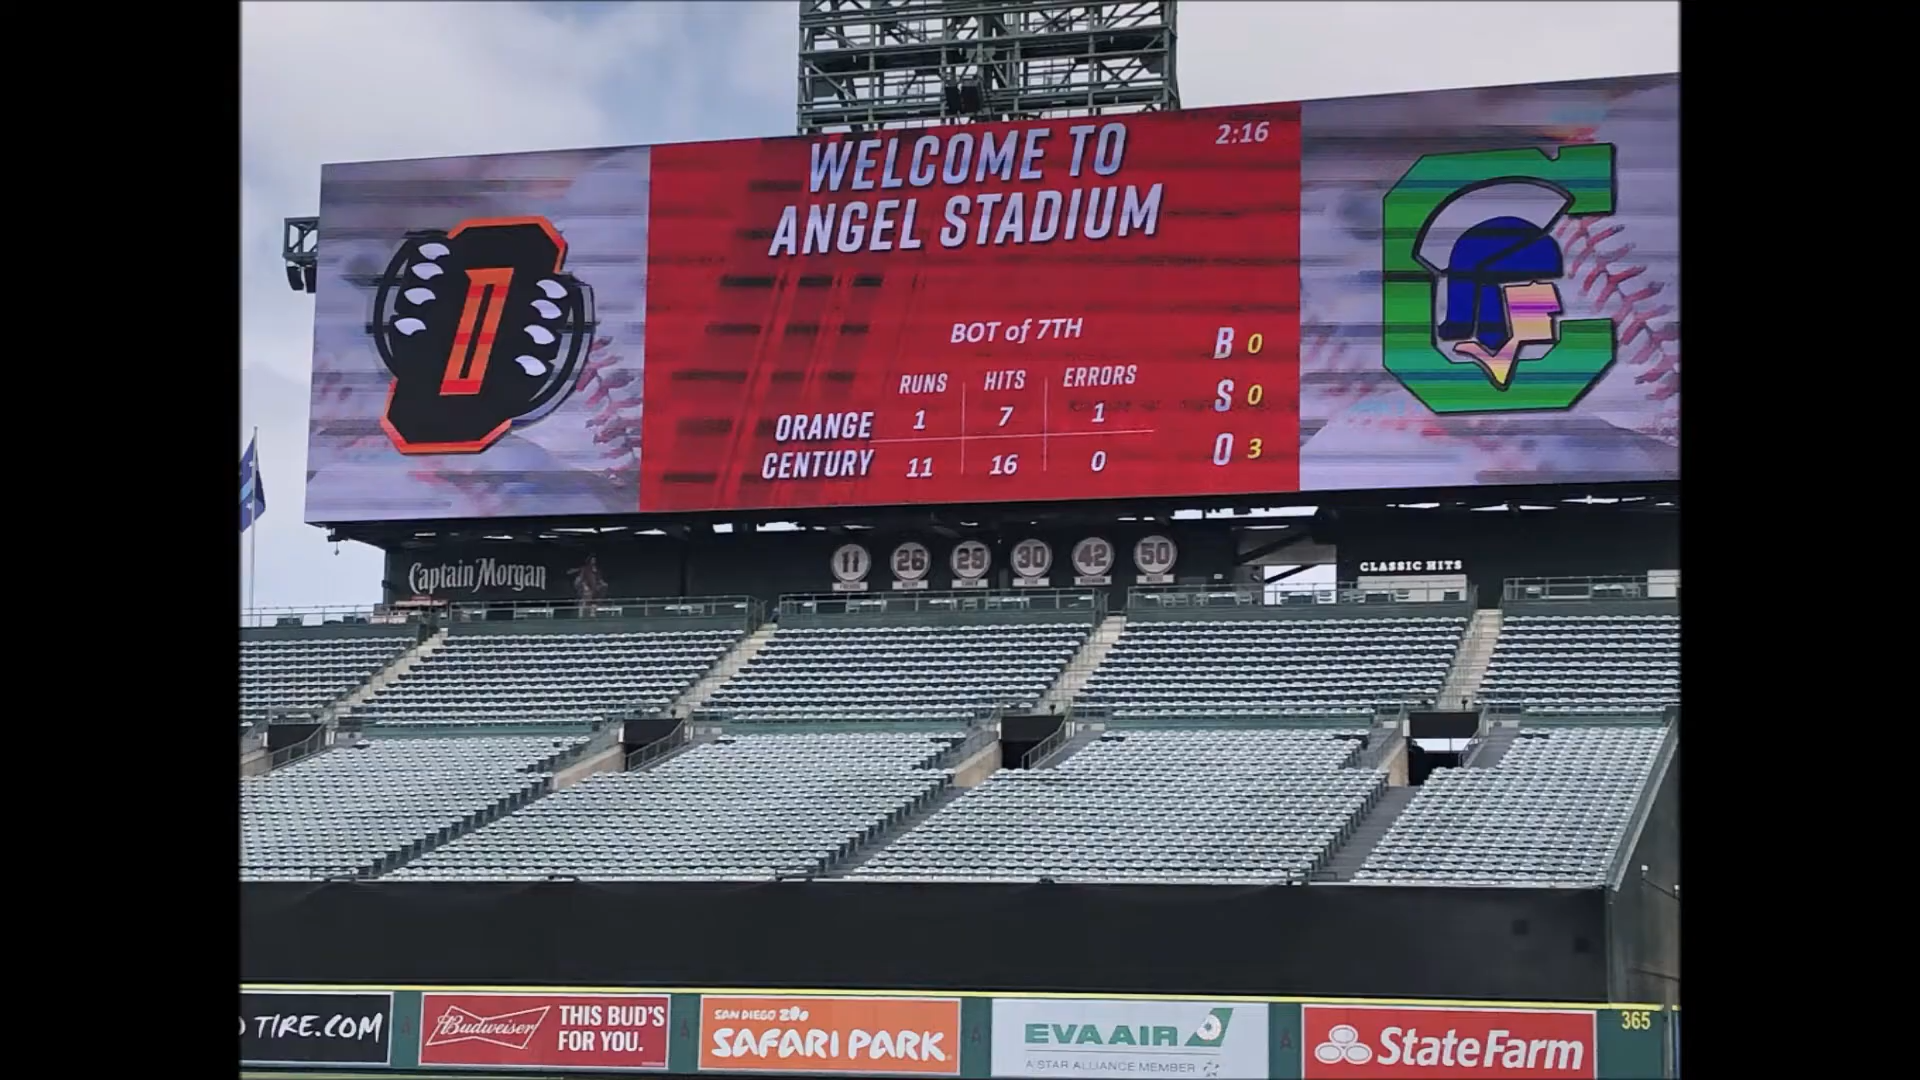 WELCOME TO
ANGEL STADIUM
2:16
BOT of 7TH
RUNS HITS ERRORS
ORANGE 1 7 1
CENTURY 11 16 0
B 0
S 0
O 3
Captain Morgan
11 26 29 30 42 50
CLASSIC HITS
TIRE.COM
Budweiser
THIS BUD'S
FOR YOU.
SAN DIEGO ZOO
SAFARI PARK
EVA AIR
A STAR ALLIANCE MEMBER
State Farm
365